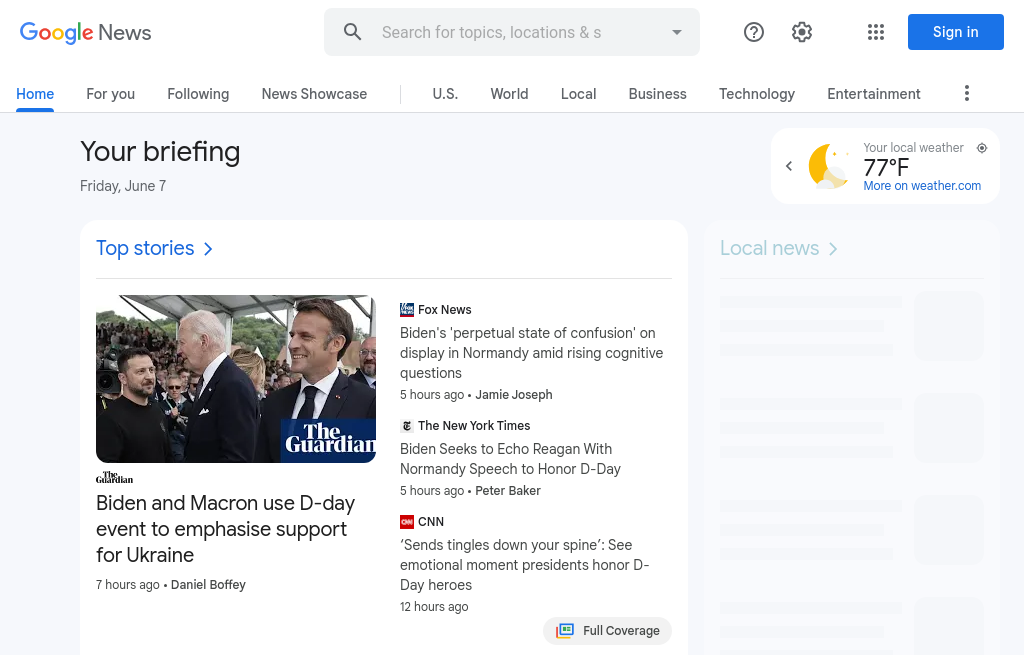 Google News
Search for topics, locations & s
Sign in
Home
For you
Following
News Showcase
U.S.
World
Local
Business
Technology
Entertainment
Your briefing
Friday, June 7
Your local weather
77°F
More on weather.com
Top stories
The
Guardian
The
Guardian
Biden and Macron use D-day
event to emphasise support
for Ukraine
7 hours ago • Daniel Boffey
Fox News
Biden's 'perpetual state of confusion' on
display in Normandy amid rising cognitive
questions
5 hours ago • Jamie Joseph
The New York Times
Biden Seeks to Echo Reagan With
Normandy Speech to Honor D-Day
5 hours ago • Peter Baker
CNN
CNN
‘Sends tingles down your spine’: See
emotional moment presidents honor D-
Day heroes
12 hours ago
Full Coverage
Local news